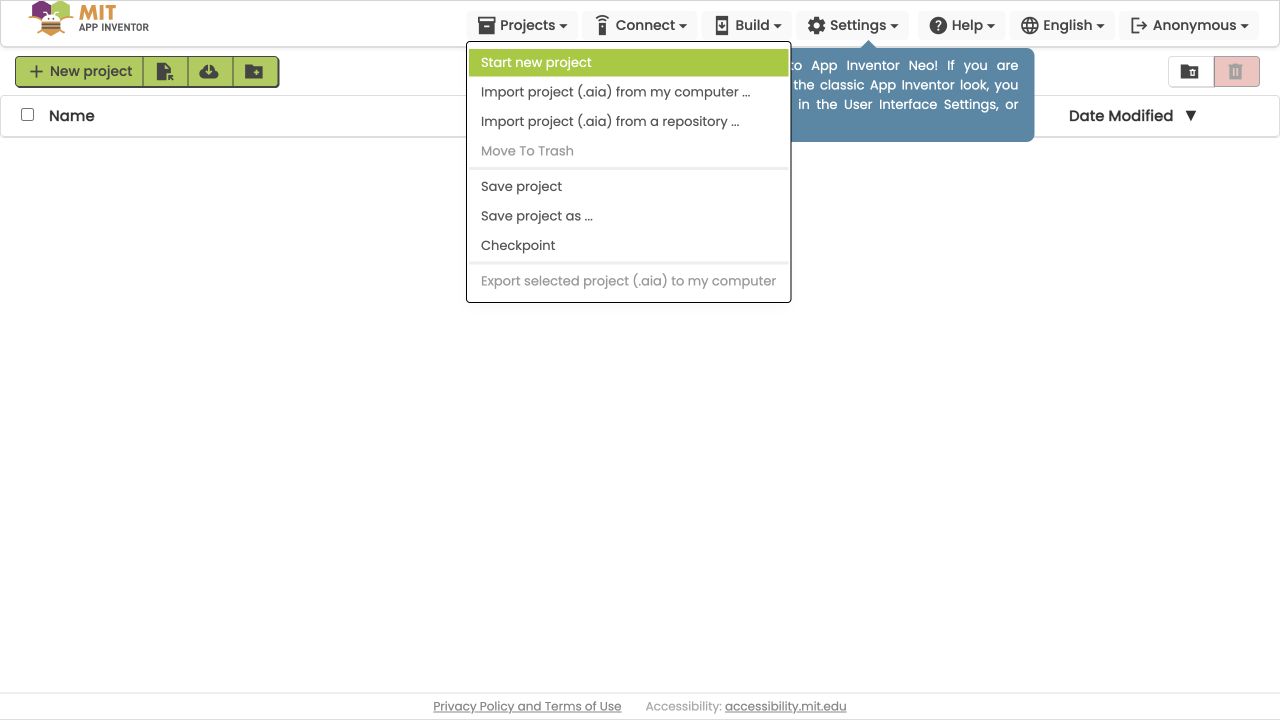 MIT
APP INVENTOR
Projects
Connect
Build
Settings
Help
English
Anonymous
New project
Start new project
Import project (.aia) from my computer ...
Import project (.aia) from a repository ...
Move To Trash
Save project
Save project as ...
Checkpoint
Export selected project (.aia) to my computer
to App Inventor Neo! If you are
the classic App Inventor look, you
in the User Interface Settings, or
Name
Date Modified ▼
Privacy Policy and Terms of Use
Accessibility: accessibility.mit.edu